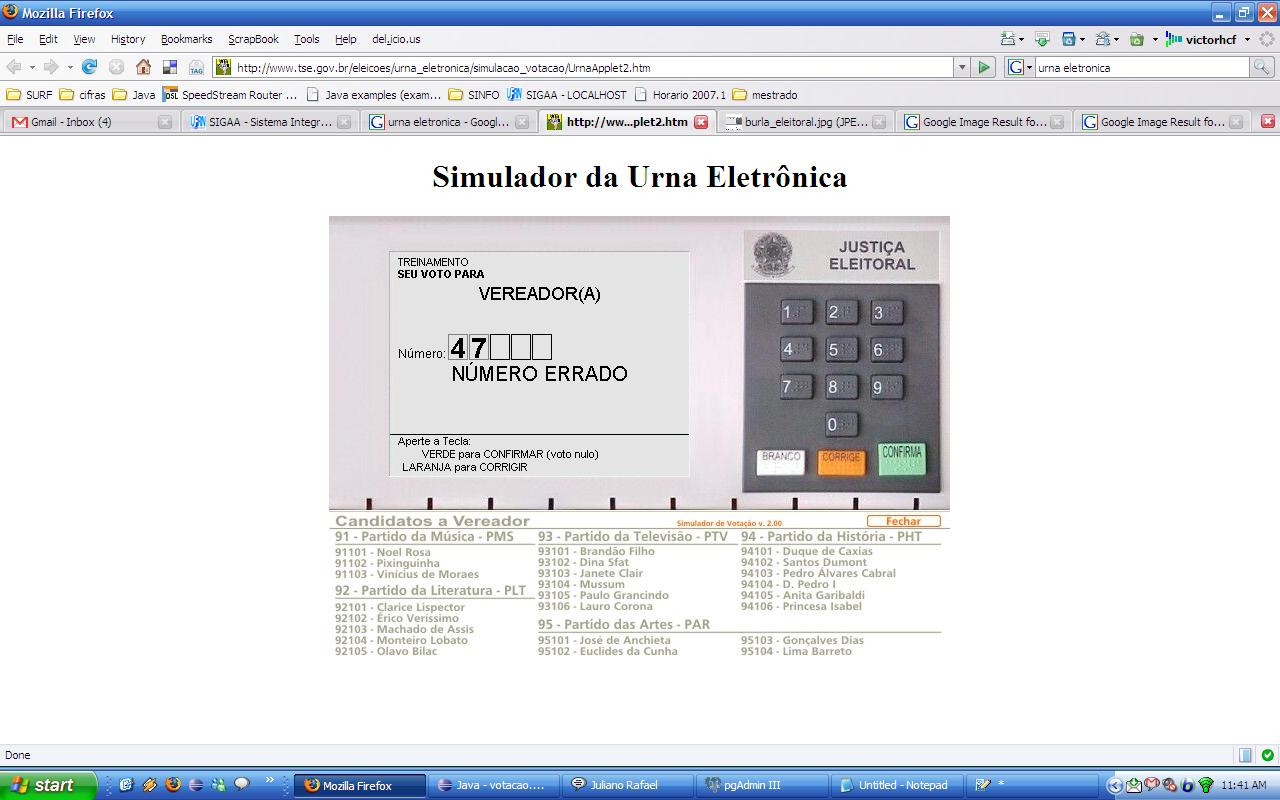 Mozilla Firefox
File Edit View History Bookmarks ScrapBook Tools Help del.icio.us
victorhcf
http://www.tse.gov.br/eleicoes/urna_eletronica/simulacao_votacao/UrnaApplet2.htm
urna eletronica
SURF cifras Java SpeedStream Router ... Java examples (exam... SINFO SIGAA - LOCALHOST Horario 2007.1 mestrado
Gmail - Inbox (4) SIGAA - Sistema Integr... urna eletronica - Googl... http://ww...plet2.htm burla_eleitoral.jpg (JPE... Google Image Result fo... Google Image Result fo...
Simulador da Urna Eletrônica
TREINAMENTO
SEU VOTO PARA
VEREADOR(A)
Número: 47
NÚMERO ERRADO
Aperte a Tecla:
VERDE para CONFIRMAR (voto nulo)
LARANJA para CORRIGIR
JUSTIÇA
ELEITORAL
1 2 3
4 5 6
7 8 9
0
BRANCO CORRIGE CONFIRMA
Candidatos a Vereador
Simulador de Votação v. 2.00
Fechar
91 - Partido da Música - PMS
91101 - Noel Rosa
91102 - Pixinguinha
91103 - Vinícius de Moraes
92 - Partido da Literatura - PLT
92101 - Clarice Lispector
92102 - Érico Veríssimo
92103 - Machado de Assis
92104 - Monteiro Lobato
92105 - Olavo Bilac
93 - Partido da Televisão - PTV
93101 - Brandão Filho
93102 - Dina Sfat
93103 - Janete Clair
93104 - Mussum
93105 - Paulo Grancindo
93106 - Lauro Corona
94 - Partido da História - PHT
94101 - Duque de Caxias
94102 - Santos Dumont
94103 - Pedro Álvares Cabral
94104 - D. Pedro I
94105 - Anita Garibaldi
94106 - Princesa Isabel
95 - Partido das Artes - PAR
95101 - José de Anchieta
95102 - Euclides da Cunha
95103 - Gonçalves Dias
95104 - Lima Barreto
Done
start
Mozilla Firefox Java - votacao.... Juliano Rafael pgAdmin III Untitled - Notepad *
11:41 AM